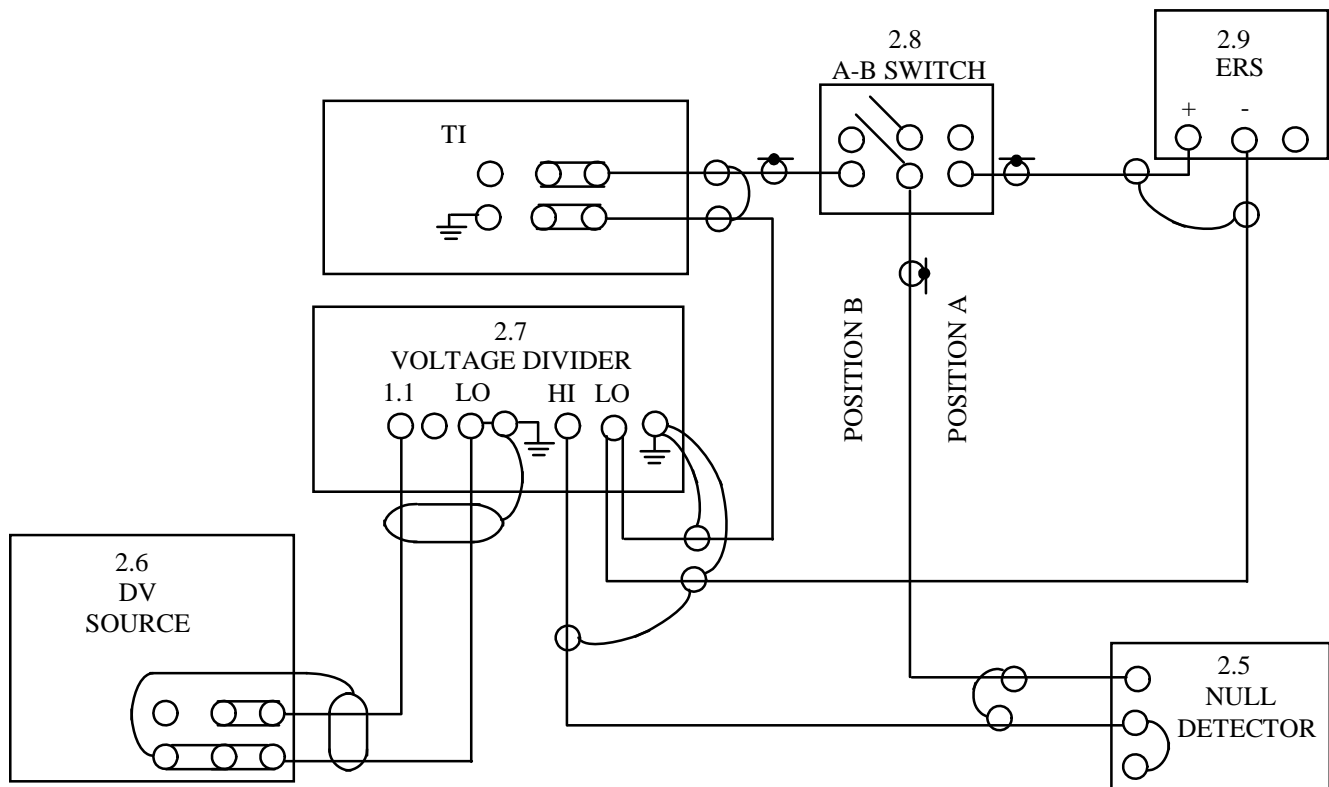 2.8
A-B SWITCH
2.9
ERS
+ -
TI
POSITION B
POSITION A
2.7
VOLTAGE DIVIDER
1.1 LO HI LO
2.6
DV
SOURCE
2.5
NULL
DETECTOR